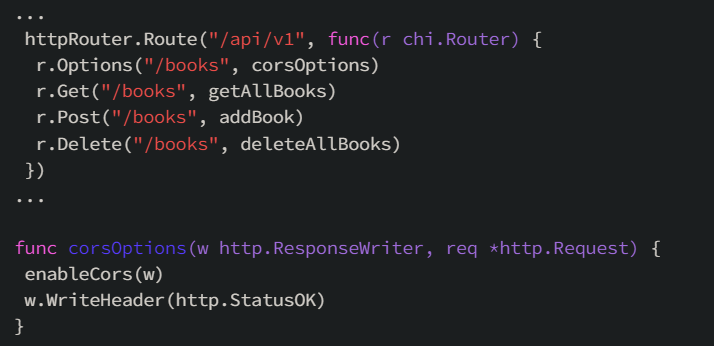 ...
httpRouter.Route("/api/v1", func(r chi.Router) {
r.Options("/books", corsOptions)
r.Get("/books", getAllBooks)
r.Post("/books", addBook)
r.Delete("/books", deleteAllBooks)
})
...
func corsOptions(w http.ResponseWriter, req *http.Request) {
enableCors(w)
w.WriteHeader(http.StatusOK)
}